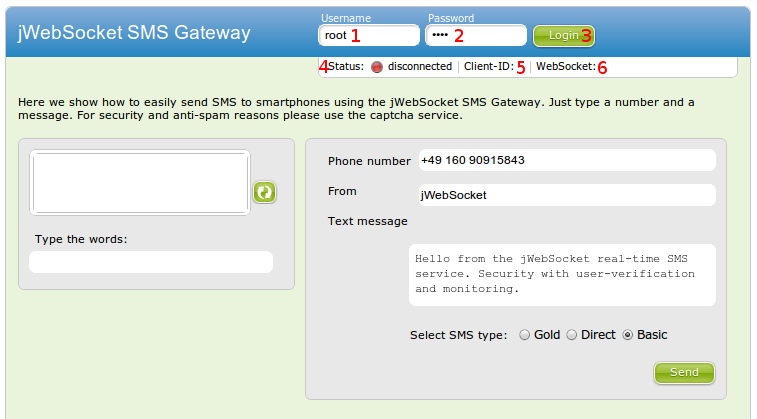 Username Password
jWebSocket SMS Gateway root 1 •••• 2 Login 3
4 Status: disconnected Client-ID: 5 WebSocket: 6
Here we show how to easily send SMS to smartphones using the jWebSocket SMS Gateway. Just type a number and a
message. For security and anti-spam reasons please use the captcha service.
Phone number +49 160 90915843
From jWebSocket
Text message
Type the words:
Hello from the jWebSocket real-time SMS
service. Security with user-verification
and monitoring.
Select SMS type: Gold Direct Basic
Send